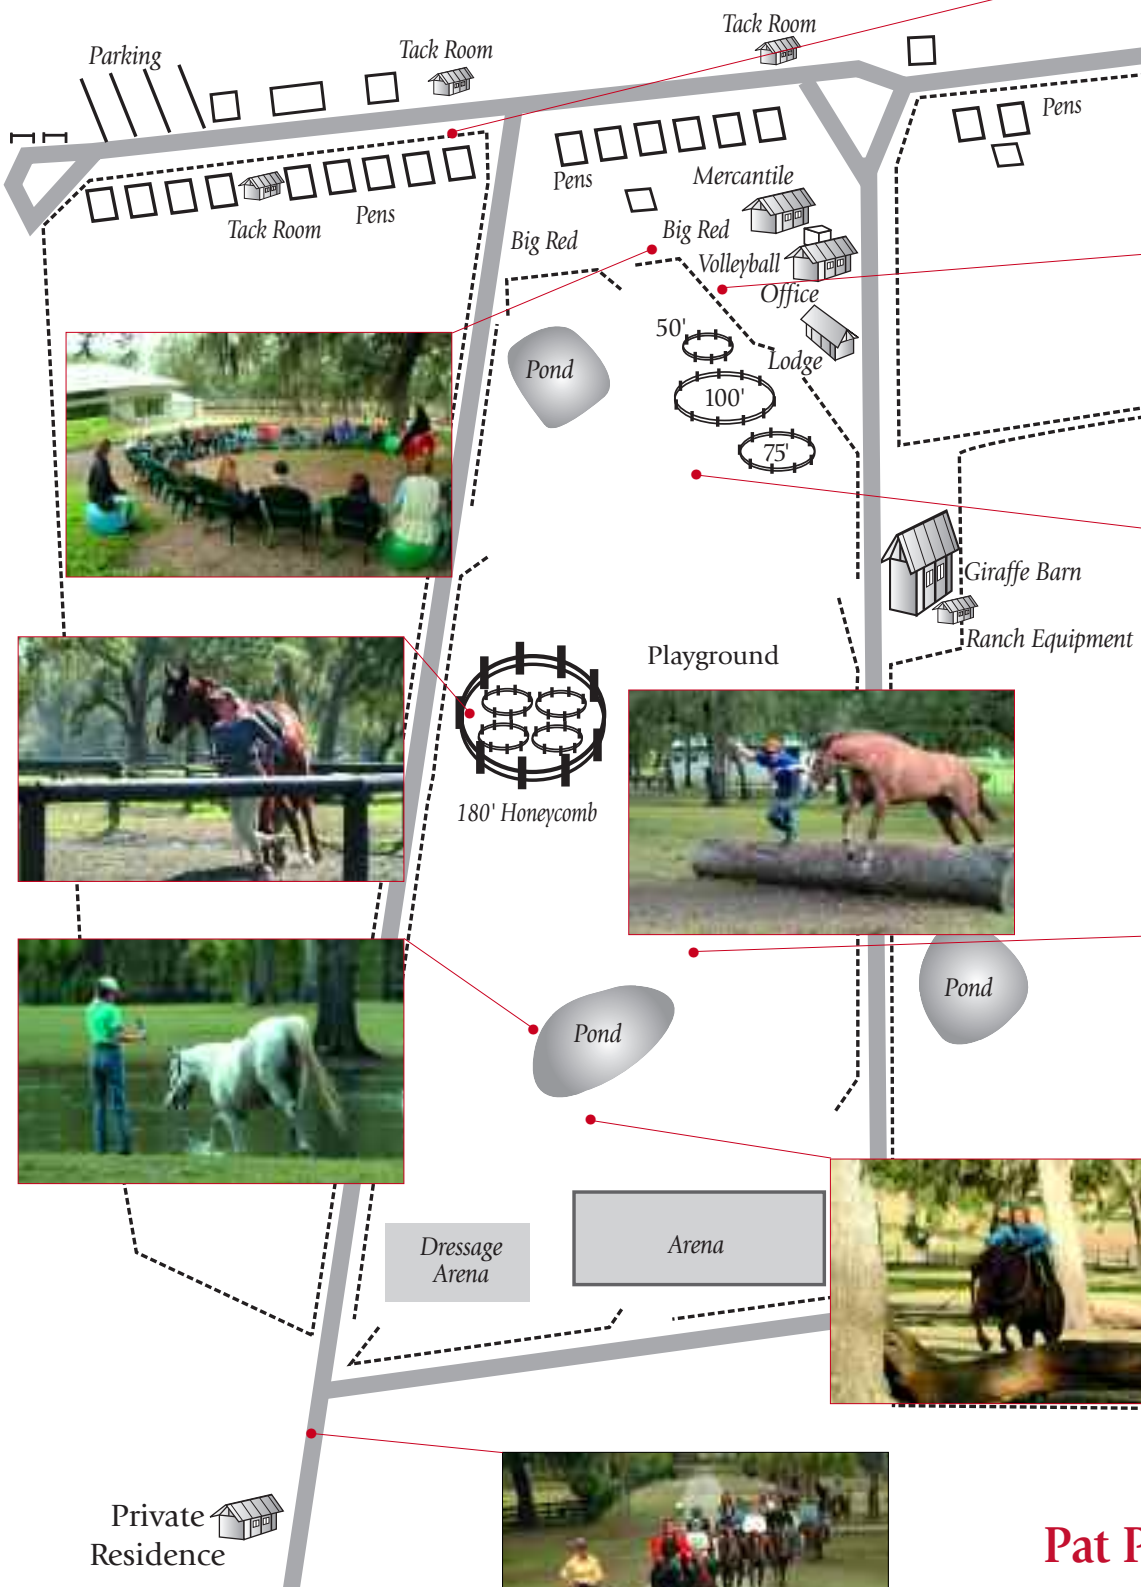 Tack Room
Parking
Tack Room
Pens
Pens
Mercantile
Tack Room
Pens
Big Red
Big Red
Volleyball
Office
50'
Lodge
Pond
100'
75'
Giraffe Barn
Ranch Equipment
Playground
180' Honeycomb
Pond
Pond
Dressage
Arena
Arena
Private
Residence
Pat P